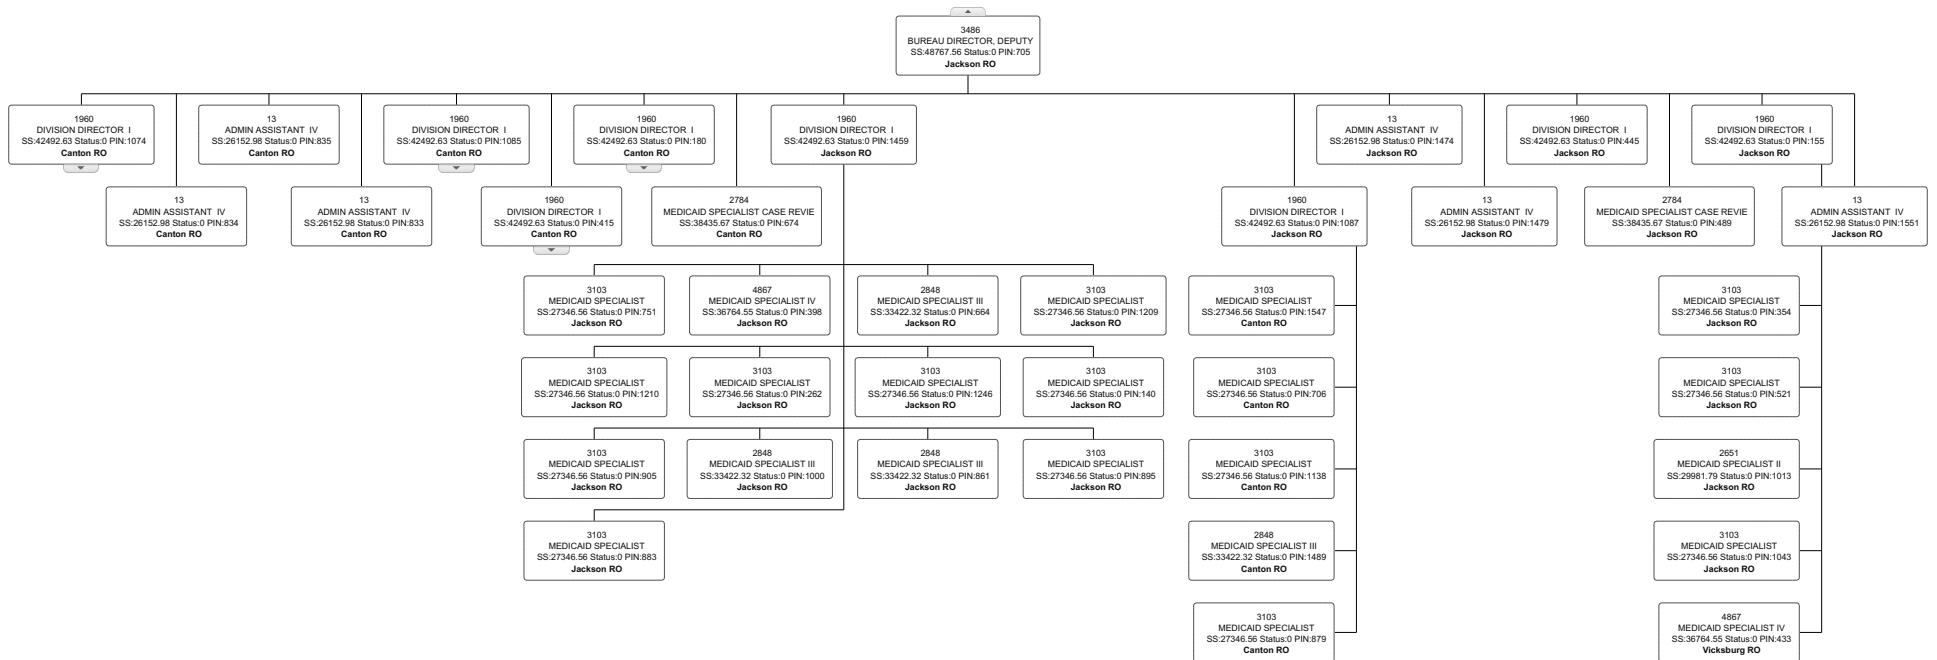 3486
BUREAU DIRECTOR, DEPUTY
SS:48767.56 Status:0 PIN:705
Jackson RO
1960
DIVISION DIRECTOR I
SS:42492.63 Status:0 PIN:1074
Canton RO
13
ADMIN ASSISTANT IV
SS:26152.98 Status:0 PIN:835
Canton RO
1960
DIVISION DIRECTOR I
SS:42492.63 Status:0 PIN:1085
Canton RO
1960
DIVISION DIRECTOR I
SS:42492.63 Status:0 PIN:180
Canton RO
1960
DIVISION DIRECTOR I
SS:42492.63 Status:0 PIN:1459
Jackson RO
13
ADMIN ASSISTANT IV
SS:26152.98 Status:0 PIN:1474
Jackson RO
1960
DIVISION DIRECTOR I
SS:42492.63 Status:0 PIN:445
Jackson RO
1960
DIVISION DIRECTOR I
SS:42492.63 Status:0 PIN:155
Jackson RO
13
ADMIN ASSISTANT IV
SS:26152.98 Status:0 PIN:834
Canton RO
13
ADMIN ASSISTANT IV
SS:26152.98 Status:0 PIN:833
Canton RO
1960
DIVISION DIRECTOR I
SS:42492.63 Status:0 PIN:415
Canton RO
2784
MEDICAID SPECIALIST CASE REVIE
SS:38435.67 Status:0 PIN:674
Canton RO
1960
DIVISION DIRECTOR I
SS:42492.63 Status:0 PIN:1087
Jackson RO
13
ADMIN ASSISTANT IV
SS:26152.98 Status:0 PIN:1479
Jackson RO
2784
MEDICAID SPECIALIST CASE REVIE
SS:38435.67 Status:0 PIN:489
Jackson RO
13
ADMIN ASSISTANT IV
SS:26152.98 Status:0 PIN:1551
Jackson RO
3103
MEDICAID SPECIALIST
SS:27346.56 Status:0 PIN:751
Jackson RO
4867
MEDICAID SPECIALIST IV
SS:36764.55 Status:0 PIN:398
Jackson RO
2848
MEDICAID SPECIALIST III
SS:33422.32 Status:0 PIN:664
Jackson RO
3103
MEDICAID SPECIALIST
SS:27346.56 Status:0 PIN:1209
Jackson RO
3103
MEDICAID SPECIALIST
SS:27346.56 Status:0 PIN:1547
Canton RO
3103
MEDICAID SPECIALIST
SS:27346.56 Status:0 PIN:354
Jackson RO
3103
MEDICAID SPECIALIST
SS:27346.56 Status:0 PIN:1210
Jackson RO
3103
MEDICAID SPECIALIST
SS:27346.56 Status:0 PIN:262
Jackson RO
3103
MEDICAID SPECIALIST
SS:27346.56 Status:0 PIN:1246
Jackson RO
3103
MEDICAID SPECIALIST
SS:27346.56 Status:0 PIN:140
Jackson RO
3103
MEDICAID SPECIALIST
SS:27346.56 Status:0 PIN:706
Canton RO
3103
MEDICAID SPECIALIST
SS:27346.56 Status:0 PIN:521
Jackson RO
3103
MEDICAID SPECIALIST
SS:27346.56 Status:0 PIN:905
Jackson RO
2848
MEDICAID SPECIALIST III
SS:33422.32 Status:0 PIN:1000
Jackson RO
2848
MEDICAID SPECIALIST III
SS:33422.32 Status:0 PIN:861
Jackson RO
3103
MEDICAID SPECIALIST
SS:27346.56 Status:0 PIN:895
Jackson RO
3103
MEDICAID SPECIALIST
SS:27346.56 Status:0 PIN:1138
Canton RO
2651
MEDICAID SPECIALIST II
SS:29981.79 Status:0 PIN:1013
Jackson RO
3103
MEDICAID SPECIALIST
SS:27346.56 Status:0 PIN:883
Jackson RO
2848
MEDICAID SPECIALIST III
SS:33422.32 Status:0 PIN:1489
Canton RO
3103
MEDICAID SPECIALIST
SS:27346.56 Status:0 PIN:1043
Jackson RO
3103
MEDICAID SPECIALIST
SS:27346.56 Status:0 PIN:879
Canton RO
4867
MEDICAID SPECIALIST IV
SS:36764.55 Status:0 PIN:433
Vicksburg RO